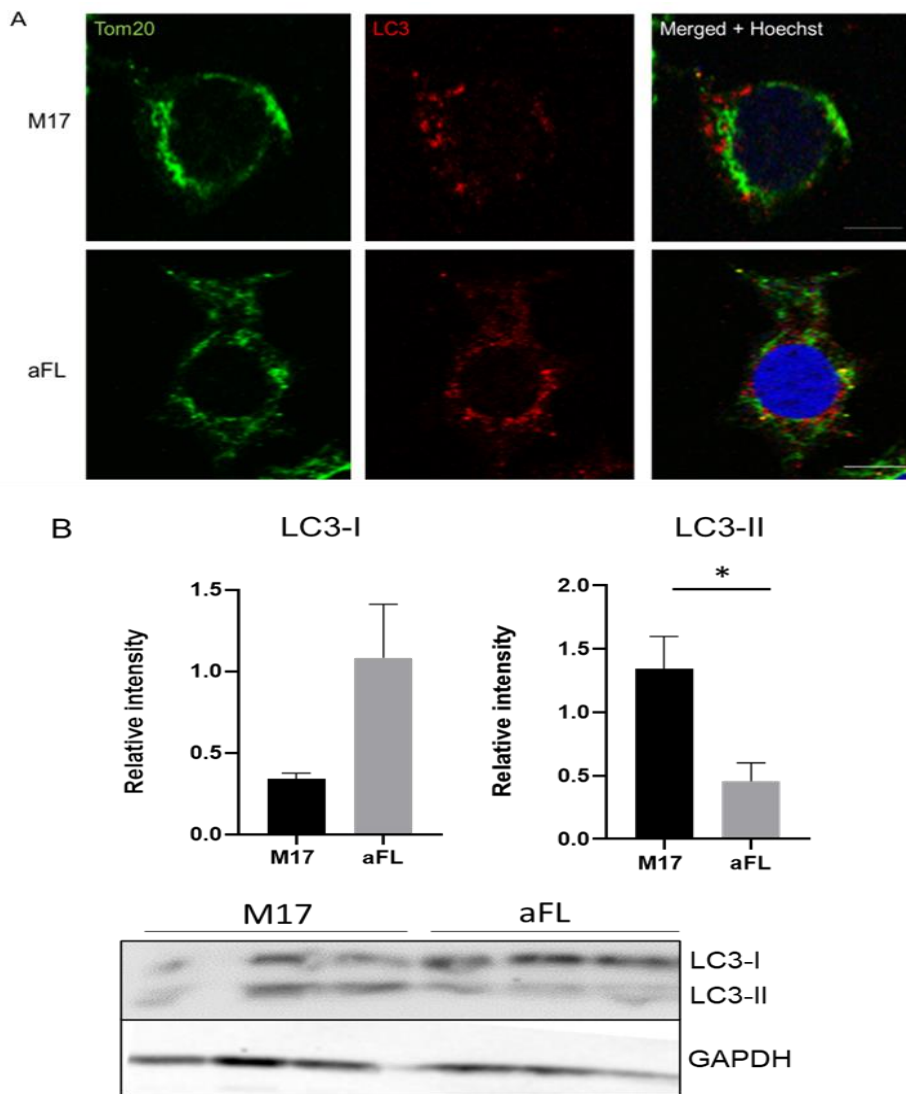 A
Tom20 LC3 Merged + Hoechst
M17
aFL
B
LC3-I LC3-II
Relative intensity
1.5
1.0
0.5
0.0
M17 aFL
Relative intensity
2.0
1.5
1.0
0.5
0.0
*
M17 aFL
M17 aFL
LC3-I
LC3-II
GAPDH